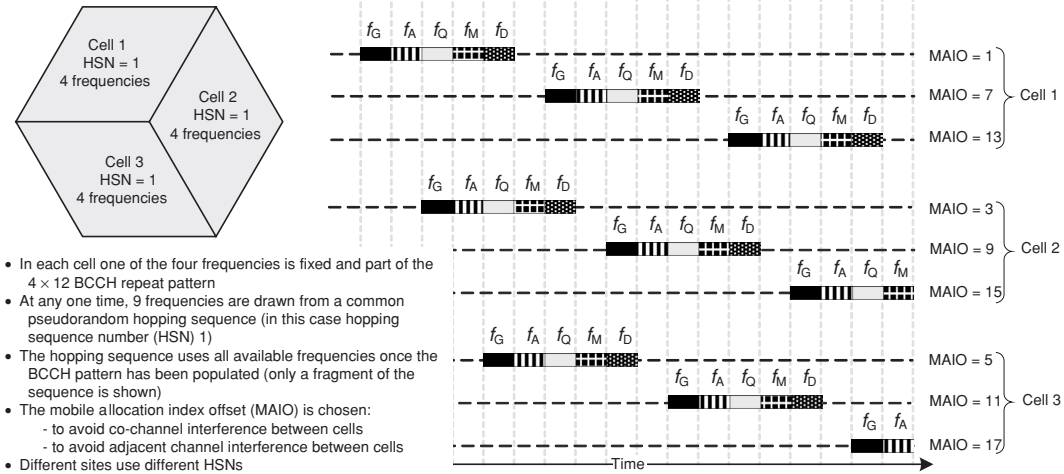 Cell 1
HSN = 1
4 frequencies
Cell 2
HSN = 1
4 frequencies
Cell 3
HSN = 1
4 frequencies
• In each cell one of the four frequencies is fixed and part of the
4 × 12 BCCH repeat pattern
• At any one time, 9 frequencies are drawn from a common
pseudorandom hopping sequence (in this case hopping
sequence number (HSN) 1)
• The hopping sequence uses all available frequencies once the
BCCH pattern has been populated (only a fragment of the
sequence is shown)
• The mobile allocation index offset (MAIO) is chosen:
- to avoid co-channel interference between cells
- to avoid adjacent channel interference between cells
• Different sites use different HSNs
fG fA fQ fM fD
MAIO = 1
fG fA fQ fM fD
MAIO = 7
Cell 1
fG fA fQ fM fD
MAIO = 13
fG fA fQ fM fD
MAIO = 3
fG fA fQ fM fD
MAIO = 9
Cell 2
fG fA fQ fM
MAIO = 15
fG fA fQ fM fD
MAIO = 5
fG fA fQ fM fD
MAIO = 11
Cell 3
fG fA
MAIO = 17
Time